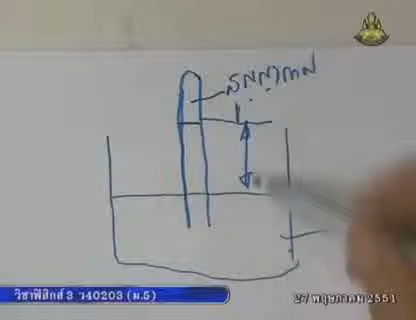 สุญญากาศ
วิชาฟิสิกส์ 3 ว40203 (ม.5)
27 พฤษภาคม 2551